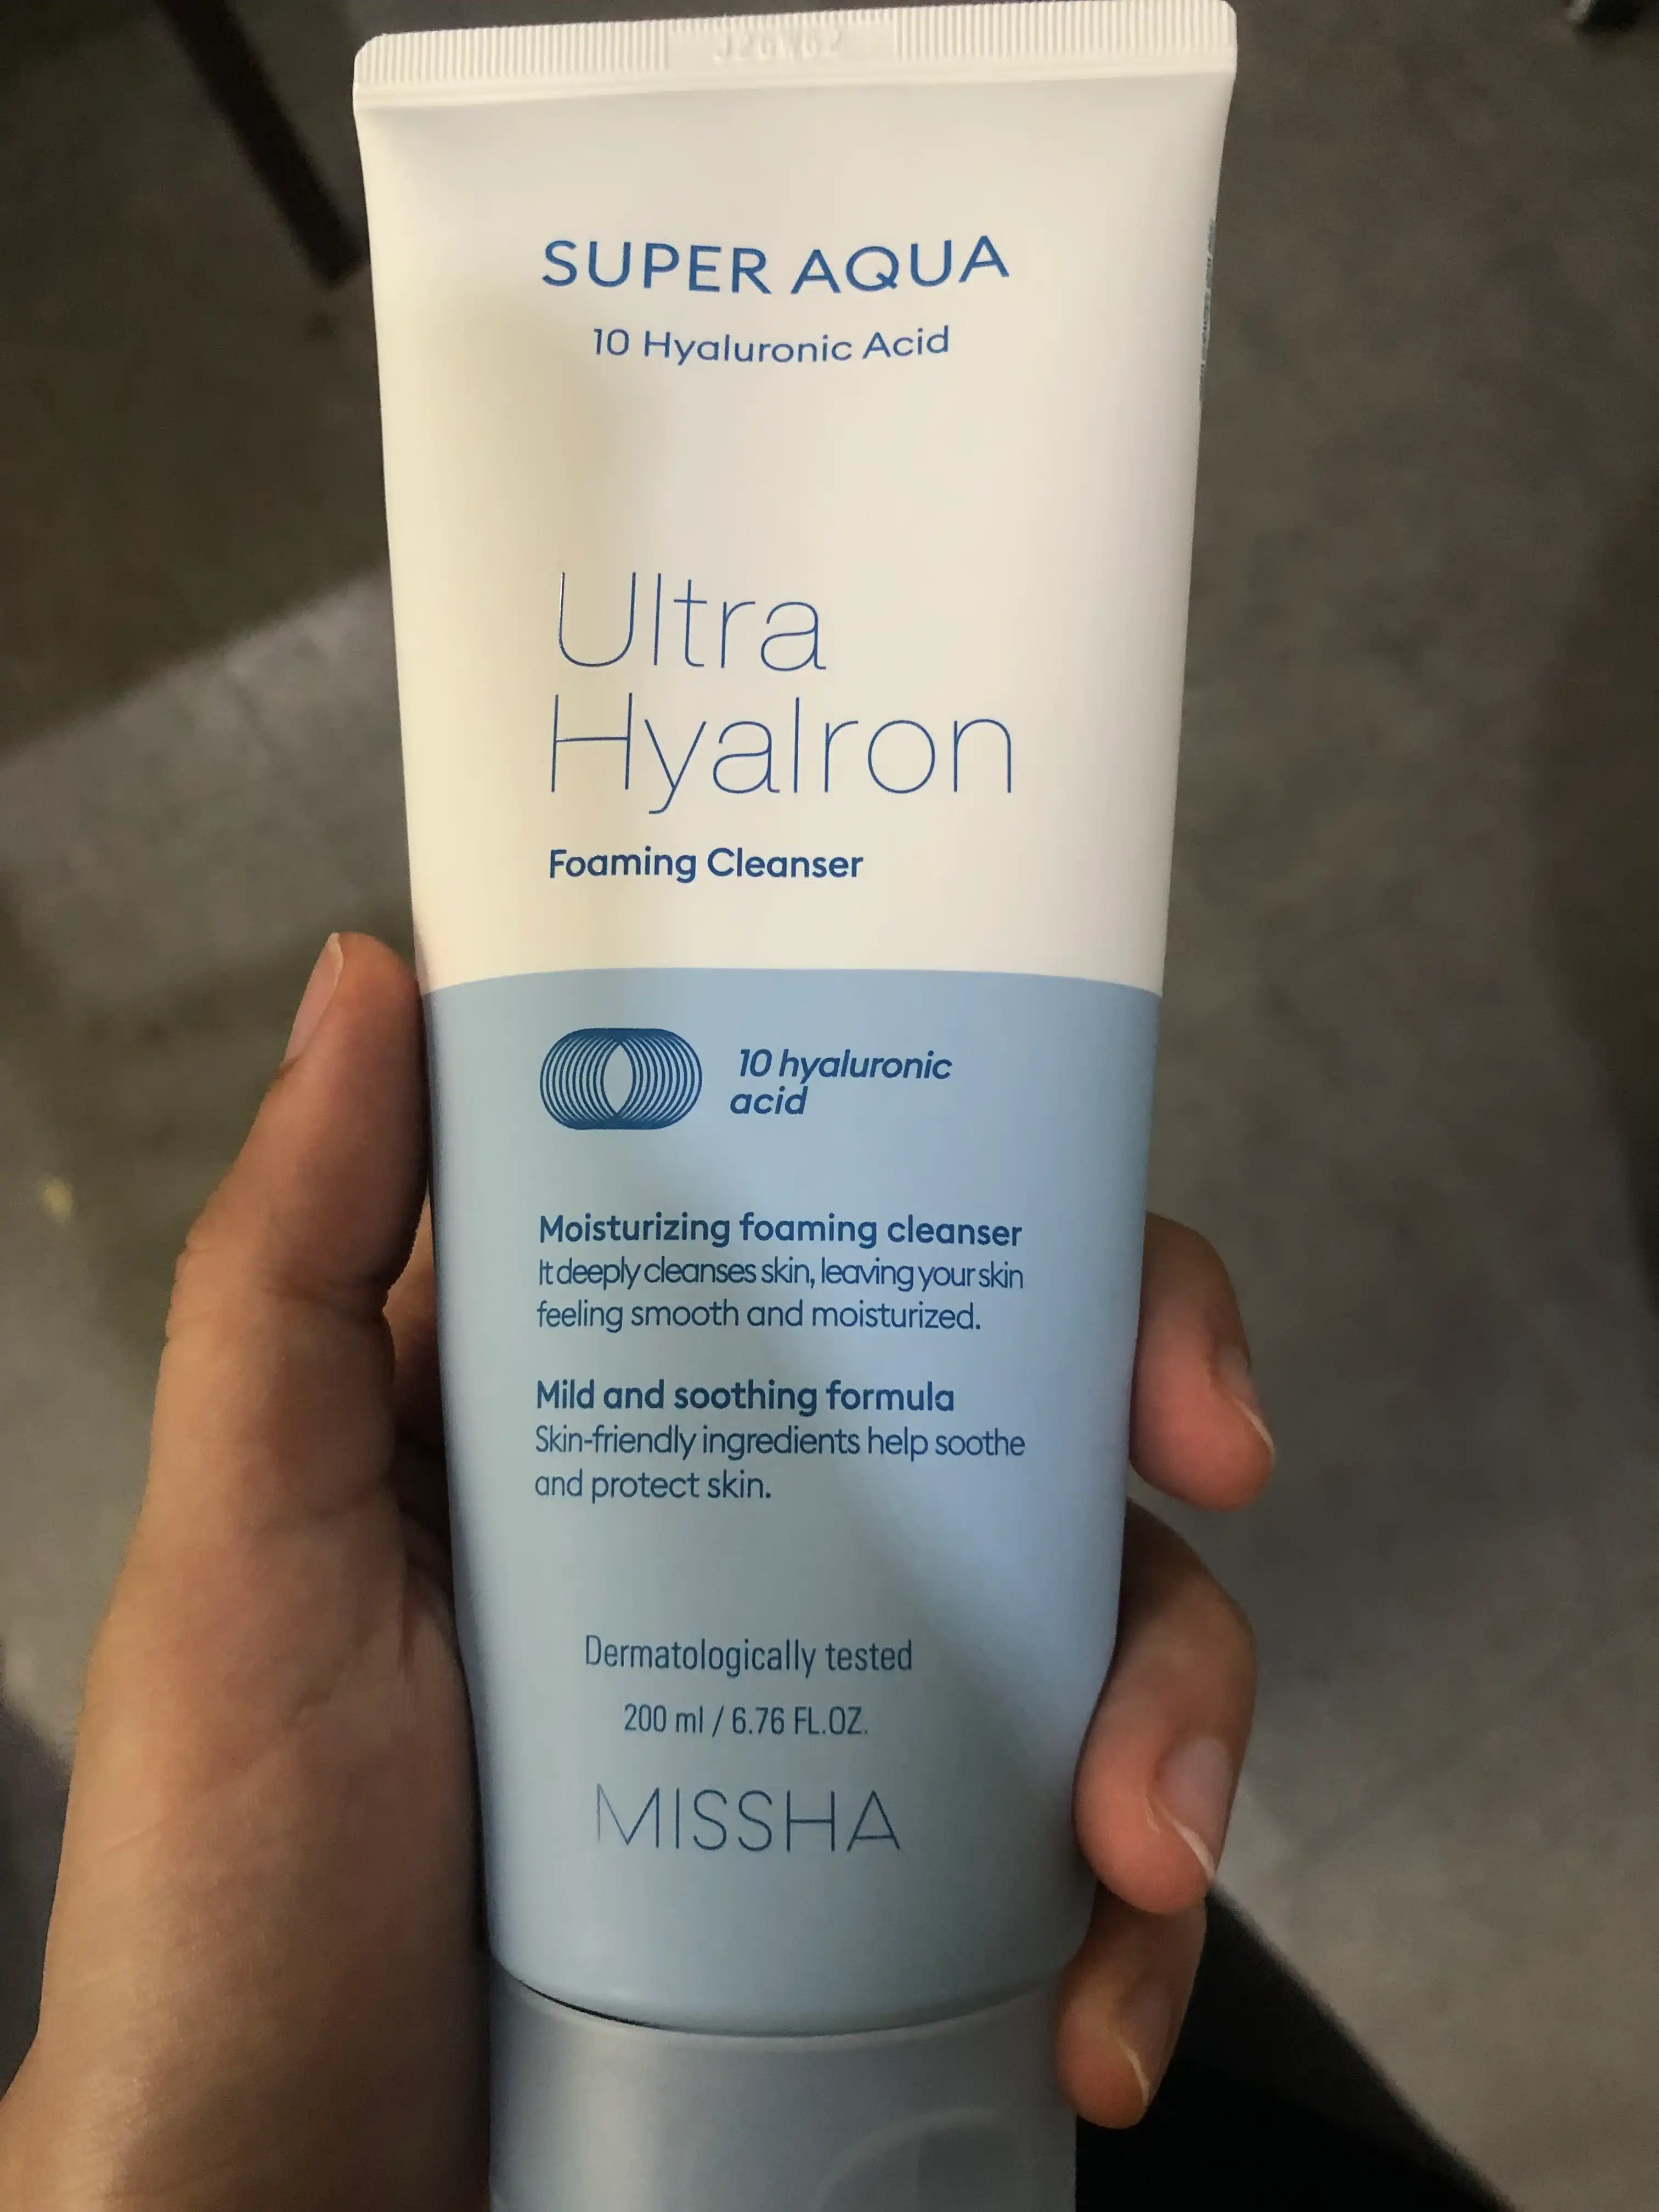 SUPER AQUA
10 Hyaluronic Acid
Ultra
Hyalron
Foaming Cleanser
10 hyaluronic
acid
Moisturizing foaming cleanser
It deeply cleanses skin, leaving your skin
feeling smooth and moisturized.
Mild and soothing formula
Skin-friendly ingredients help soothe
and protect skin.
Dermatologically tested
200 ml / 6.76 FL.OZ.
MISSHA